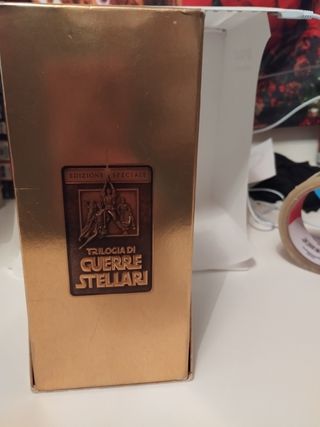 EDIZIONE SPECIALE
TRILOGIA DI
GUERRE
STELLARI